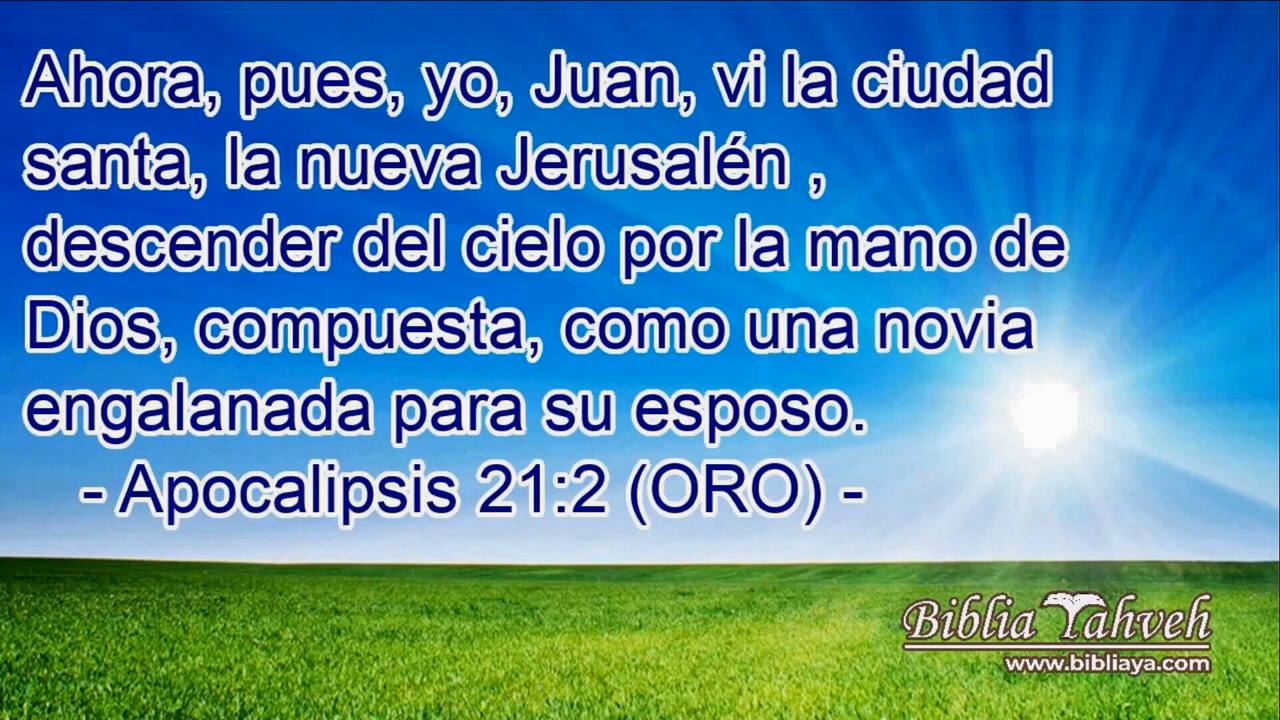 Ahora, pues, yo, Juan, vi la ciudad
santa, la nueva Jerusalén ,
descender del cielo por la mano de
Dios, compuesta, como una novia
engalanada para su esposo.
- Apocalipsis 21:2 (ORO) -
Biblia Yahveh
www.bibliaya.com